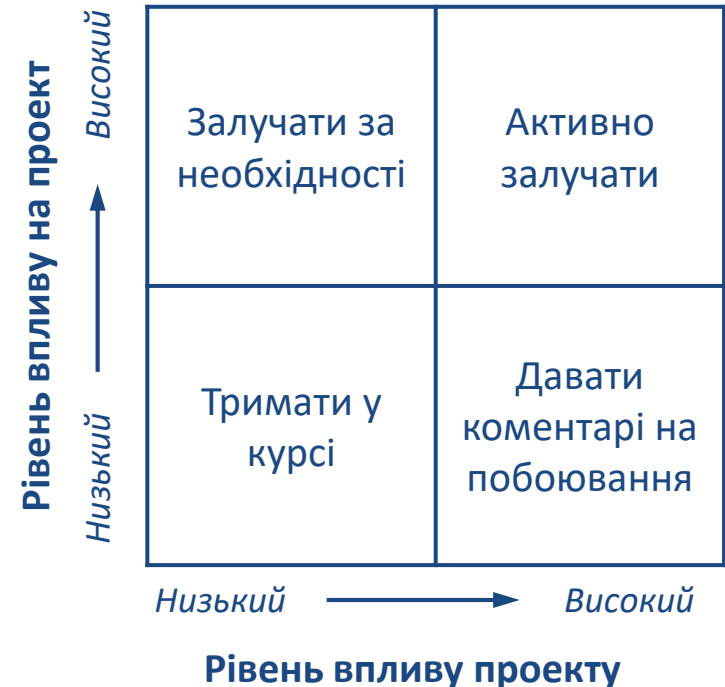 Рівень впливу на проект
Високий
Низький
Залучати за
необхідності
Активно
залучати
Тримати у
курсі
Давати
коментарі на
побоювання
Низький
Високий
Рівень впливу проекту